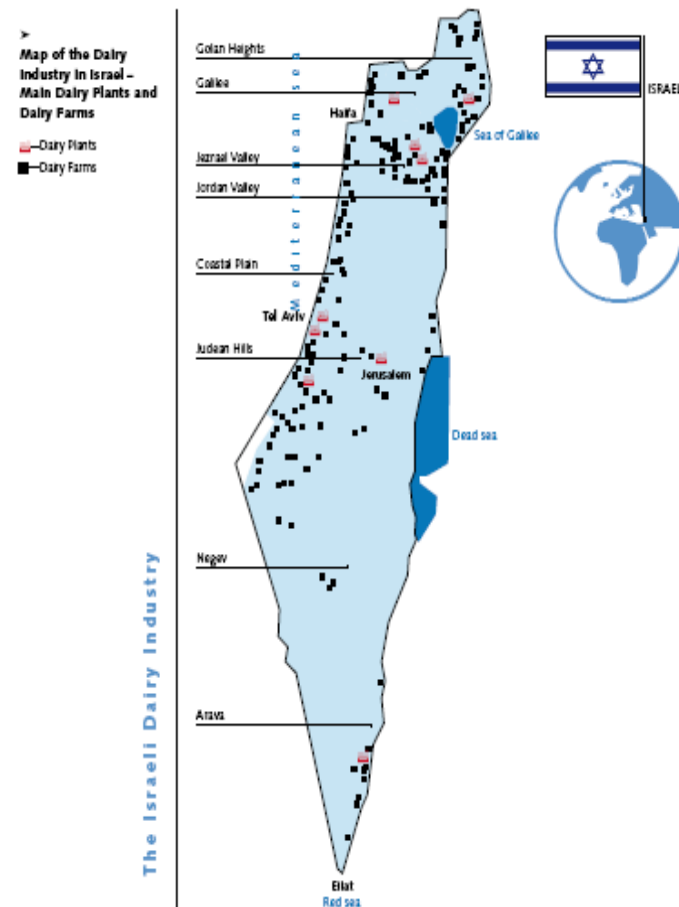 Map of the Dairy
Industry in Israel –
Main Dairy Plants and
Dairy Farms
Dairy Plants
Dairy Farms
Golan Heights
Galilee
Haifa
Jezrael Valley
Jordan Valley
Coastal Plain
Tel Aviv
Judean Hills
Jerusalem
Negev
Arava
Eilat
Red sea
Mediterranean sea
Sea of Galilee
Dead sea
ISRAEL
The Israeli Dairy Industry